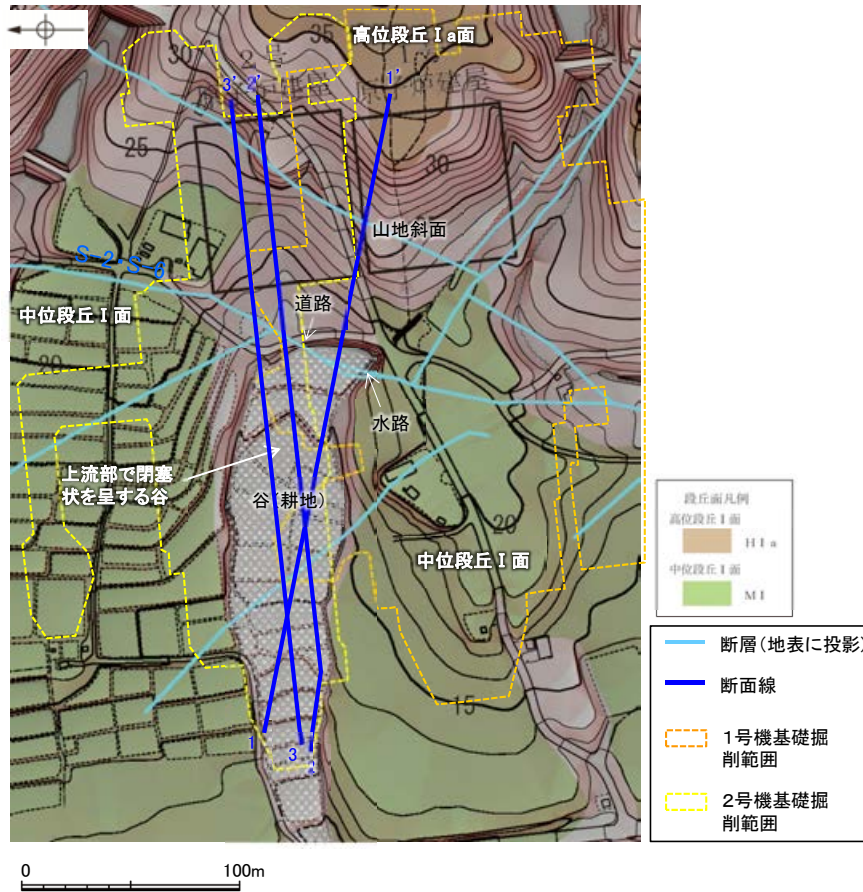 高位段丘Ⅰa面
35
30
2号
3'
2'
1'
25
30
山地斜面
S-2・S-6
道路
中位段丘Ⅰ面
20
水路
上流部で閉塞
状を呈する谷
谷(耕地)
20
中位段丘Ⅰ面
15
1
3
2
段丘面凡例
高位段丘Ⅰ面
HⅠa
中位段丘Ⅰ面
MⅠ
断層(地表に投影)
断面線
1号機基礎掘
削範囲
2号機基礎掘
削範囲
0
100m